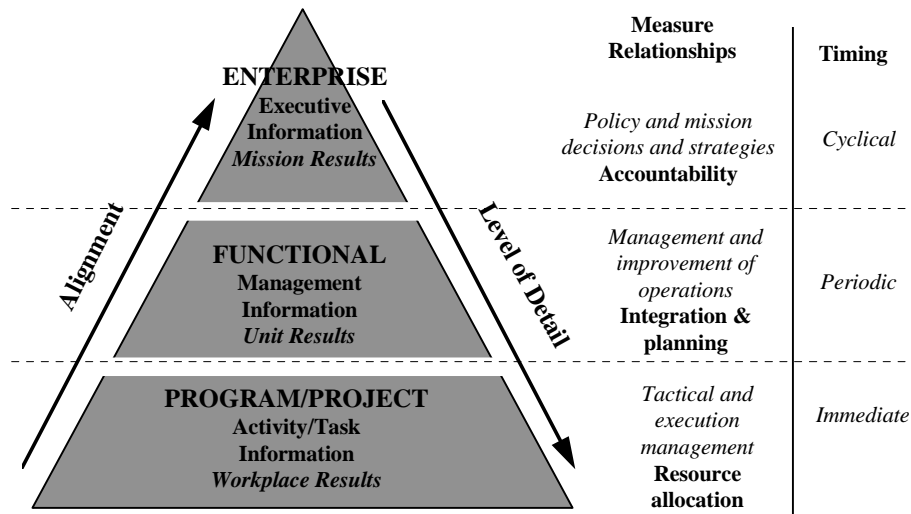 Measure
Relationships
Timing
ENTERPRISE
Executive
Information
Mission Results
Policy and mission
decisions and strategies
Accountability
Cyclical
Alignment
Level of Detail
FUNCTIONAL
Management
Information
Unit Results
Management and
improvement of
operations
Integration &
planning
Periodic
PROGRAM/PROJECT
Activity/Task
Information
Workplace Results
Tactical and
execution
management
Resource
allocation
Immediate